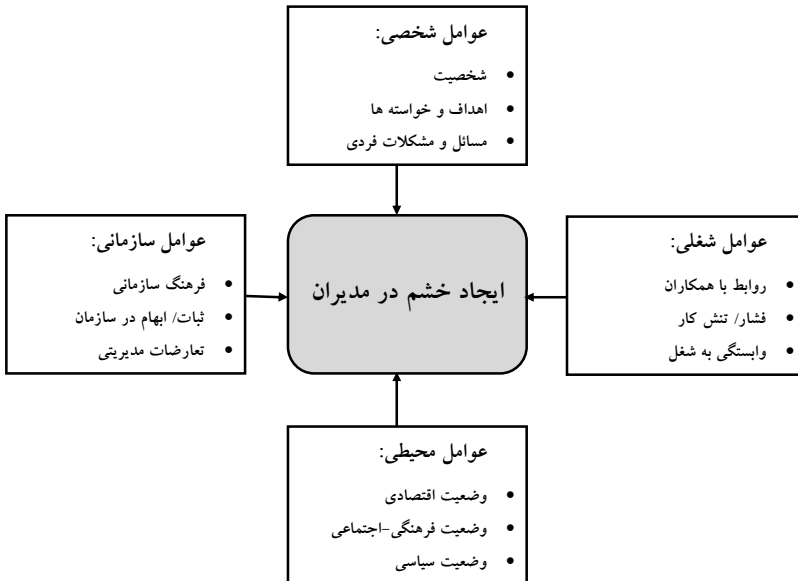 عوامل شخصی:
• شخصیت
• اهداف و خواسته ها
• مسائل و مشکلات فردی
عوامل شغلی:
• روابط با همکاران
• فشار/ تنش کار
• وابستگی به شغل
ایجاد خشم در مدیران
عوامل سازمانی:
• فرهنگ سازمانی
• ثبات/ ابهام در سازمان
• تعارضات مدیریتی
عوامل محیطی:
• وضعیت اقتصادی
• وضعیت فرهنگی-اجتماعی
• وضعیت سیاسی